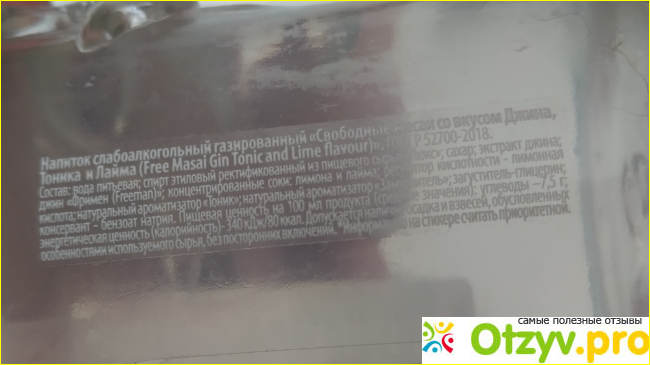 Напиток слабоалкогольный газированный «Свободные Масаи со вкусом Джина,
Тоника и Лайма (Free Masai Gin Tonic and Lime flavour)», ГОСТ Р 52700-2018.
Состав: вода питьевая; спирт этиловый ректификованный из пищевого сырья сахар; экстракт джина;
джин «Фримен (Freeman)»; концентрированные соки: лимона и лайма; регулятор кислотности - лимонная
кислота; натуральный ароматизатор «Тоник»; натуральный ароматизатор загуститель-глицерин;
консервант - бензоат натрия. Пищевая ценность на 100 мл продукта значения): углеводы –7,5 г;
энергетическая ценность (калорийность)- 340 кДж/80 ккал. Допускается наличие осадка и взвесей, обусловленных
особенностями используемого сырья, без посторонних включений. на стикере считать приоритетной.
самые полезные отзывы
Otzyv.pro